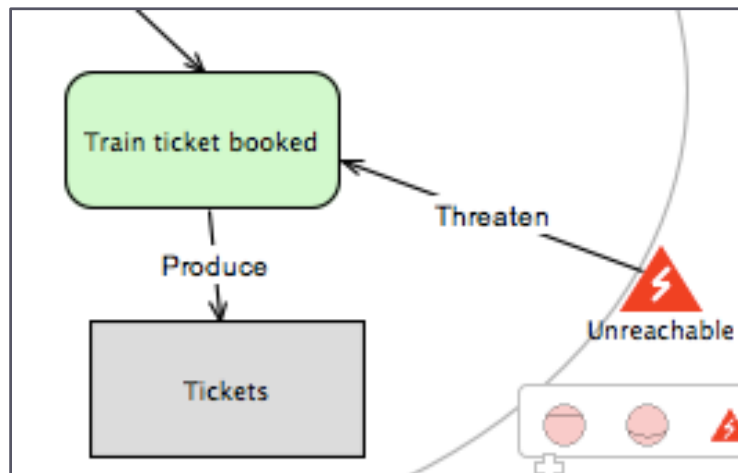 Train ticket booked
Threaten
Produce
Unreachable
Tickets